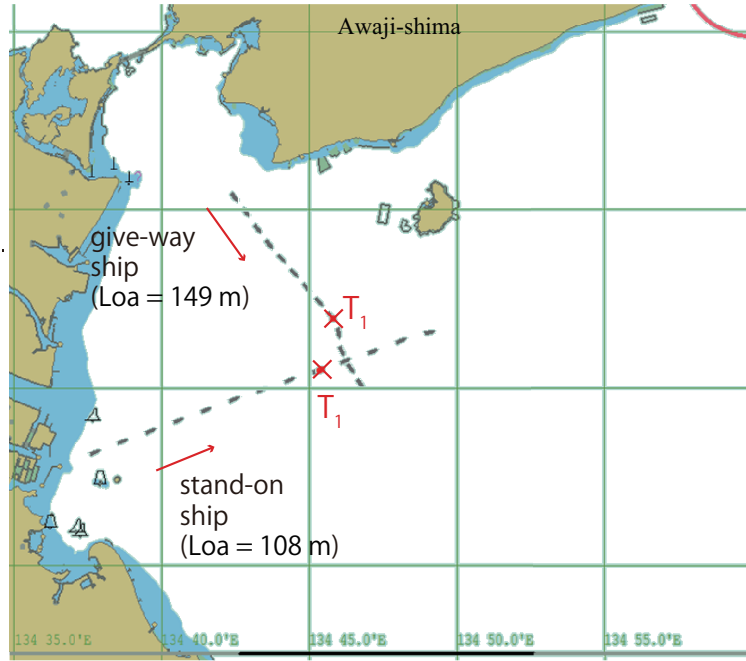 Awaji-shima
give-way
ship
(Loa = 149 m)
T1
T1
stand-on
ship
(Loa = 108 m)
134 35.0'E
134 40.0'E
134 45.0'E
134 50.0'E
134 55.0'E